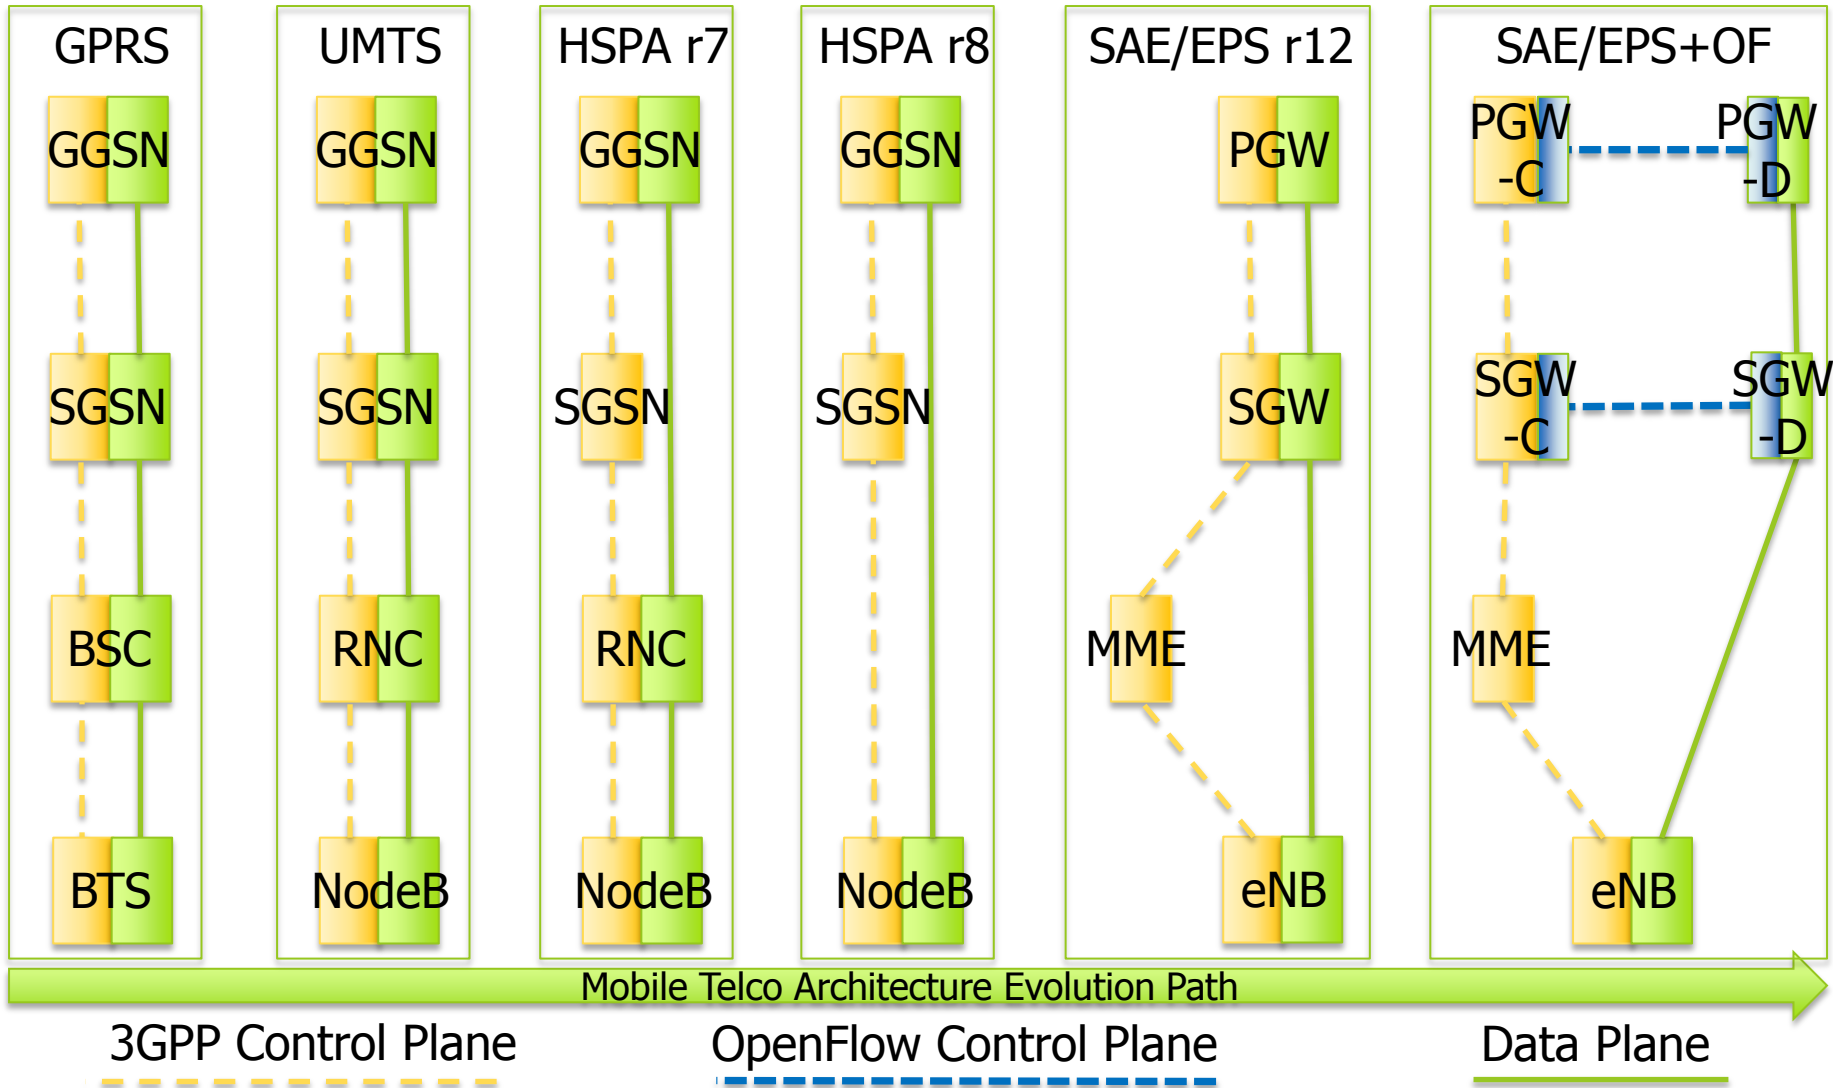 GPRS
UMTS
HSPA r7
HSPA r8
SAE/EPS r12
SAE/EPS+OF
GGSN
GGSN
GGSN
GGSN
PGW
PGW
-C
PGW
-D
SGSN
SGSN
SGSN
SGSN
SGW
SGW
-C
SGW
-D
BSC
RNC
RNC
MME
MME
BTS
NodeB
NodeB
NodeB
eNB
eNB
Mobile Telco Architecture Evolution Path
3GPP Control Plane
OpenFlow Control Plane
Data Plane